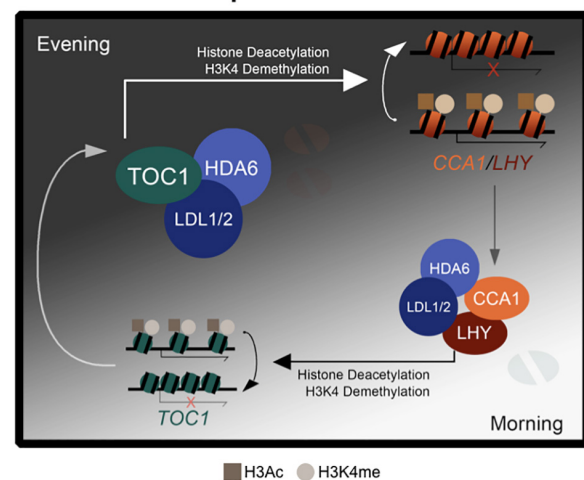 Evening
Histone Deacetylation
H3K4 Demethylation
CCA1/LHY
TOC1
HDA6
LDL1/2
HDA6
LDL1/2
CCA1
LHY
Histone Deacetylation
H3K4 Demethylation
TOC1
Morning
H3Ac H3K4me